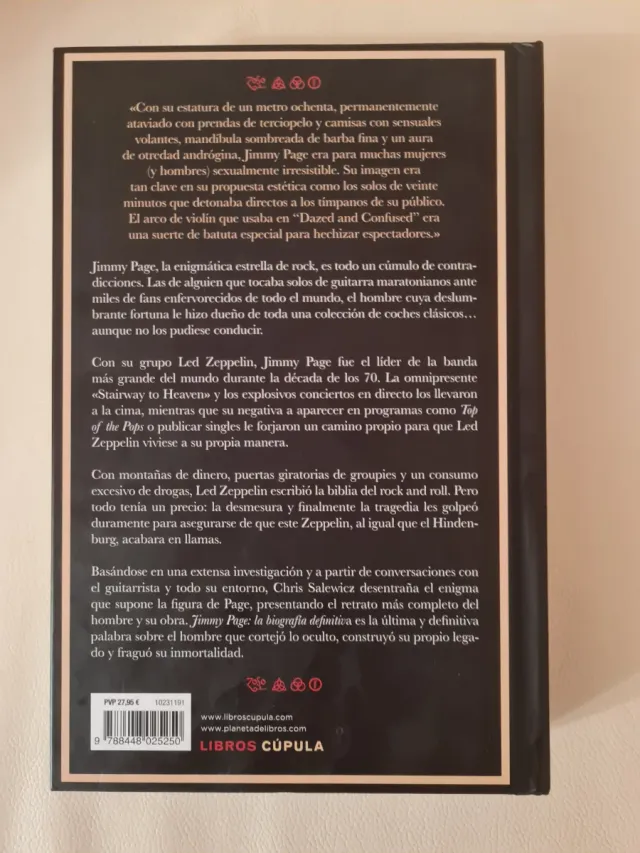 «Con su estatura de un metro ochenta, permanentemente
ataviado con prendas de terciopelo y camisas con sensuales
volantes, mandíbula sombreada de barba fina y un aura
de otredad andrógina, Jimmy Page era para muchas mujeres
(y hombres) sexualmente irresistible. Su imagen era
tan clave en su propuesta estética como los solos de veinte
minutos que detonaba directos a los tímpanos de su público.
El arco de violín que usaba en “Dazed and Confused” era
una suerte de batuta especial para hechizar espectadores.»
Jimmy Page, la enigmática estrella de rock, es todo un cúmulo de contra-
dicciones. Las de alguien que tocaba solos de guitarra maratonianos ante
miles de fans enfervorecidos de todo el mundo, el hombre cuya deslum-
brante fortuna le hizo dueño de toda una colección de coches clásicos…
aunque no los pudiese conducir.
Con su grupo Led Zeppelin, Jimmy Page fue el líder de la banda
más grande del mundo durante la década de los 70. La omnipresente
«Stairway to Heaven» y los explosivos conciertos en directo los llevaron
a la cima, mientras que su negativa a aparecer en programas como Top
of the Pops o publicar singles le forjaron un camino propio para que Led
Zeppelin viviese a su propia manera.
Con montañas de dinero, puertas giratorias de groupies y un consumo
excesivo de drogas, Led Zeppelin escribió la biblia del rock and roll. Pero
todo tenía un precio: la desmesura y finalmente la tragedia les golpeó
duramente para asegurarse de que este Zeppelin, al igual que el Hinden-
burg, acabara en llamas.
Basándose en una extensa investigación y a partir de conversaciones con
el guitarrista y todo su entorno, Chris Salewicz desentraña el enigma
que supone la figura de Page, presentando el retrato más completo del
hombre y su obra. Jimmy Page: la biografía definitiva es la última y definitiva
palabra sobre el hombre que cortejó lo oculto, construyó su propio lega-
do y fraguó su inmortalidad.
PVP 27,95 € 10231191
9 788448 025250
www.libroscupula.com
www.planetadelibros.com
LIBROS CÚPULA